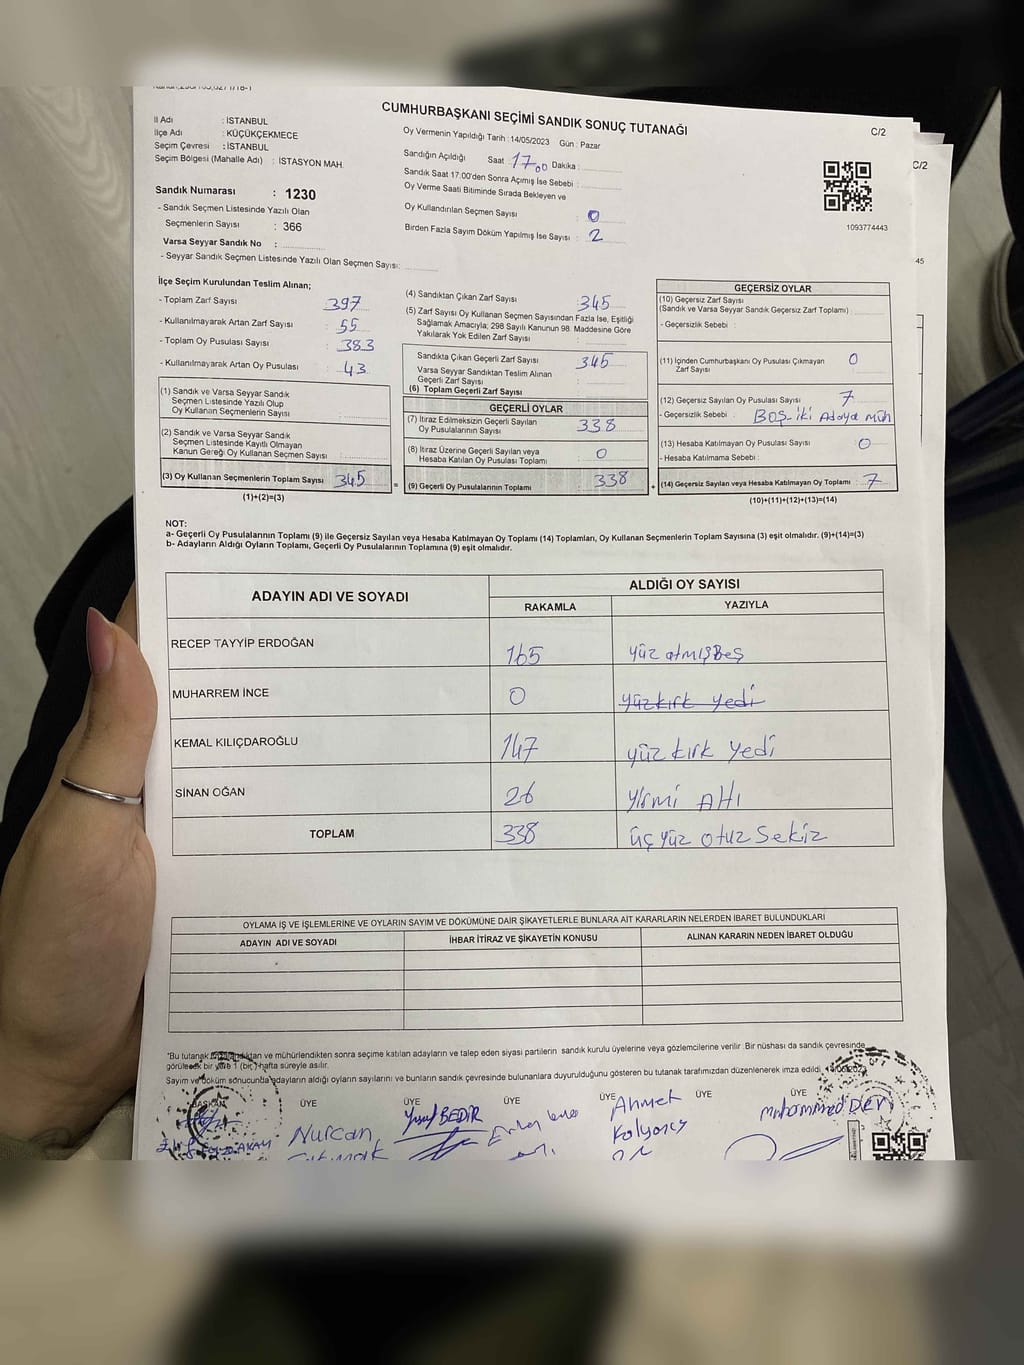 C/2
CUMHURBAŞKANI SEÇİMİ SANDIK SONUÇ TUTANAĞI
C/2
İl Adı : İSTANBUL
İlçe Adı : KÜÇÜKÇEKMECE
Seçim Çevresi : İSTANBUL
Seçim Bölgesi (Mahalle Adı) : İSTASYON MAH.
Sandık Numarası : 1230
- Sandık Seçmen Listesinde Yazılı Olan
Seçmenlerin Sayısı : 366
Varsa Seyyar Sandık No :
- Seyyar Sandık Seçmen Listesinde Yazılı Olan Seçmen Sayısı:
Oy Vermenin Yapıldığı Tarih : 14/05/2023 Gün : Pazar
Sandığın Açıldığı Saat 17 00 Dakika :
Sandık Saat 17:00'den Sonra Açımış İse Sebebi :
Oy Verme Saati Bitiminde Sırada Bekleyen ve
Oy Kullandırılan Seçmen Sayısı : 0
Birden Fazla Sayım Döküm Yapılmış İse Sayısı : 2
1093774443
45
İlçe Seçim Kurulundan Teslim Alınan;
- Toplam Zarf Sayısı : 397
- Kullanılmayarak Artan Zarf Sayısı : 55
- Toplam Oy Pusulası Sayısı : 383
- Kullanılmayarak Artan Oy Pusulası : 43
(1) Sandık ve Varsa Seyyar Sandık
Seçmen Listesinde Yazılı Olup
Oy Kullanan Seçmenlerin Sayısı :
(2) Sandık ve Varsa Seyyar Sandık
Seçmen Listesinde Kayıtlı Olmayan
Kanun Gereği Oy Kullanan Seçmen Sayısı :
(3) Oy Kullanan Seçmenlerin Toplam Sayısı : 345
(1)+(2)=(3)
(4) Sandıktan Çıkan Zarf Sayısı : 345
(5) Zarf Sayısı Oy Kullanan Seçmen Sayısından Fazla İse, Eşitliği
Sağlamak Amacıyla; 298 Sayılı Kanunun 98. Maddesine Göre
Yakılarak Yok Edilen Zarf Sayısı :
Sandıkta Çıkan Geçerli Zarf Sayısı : 345
Varsa Seyyar Sandıktan Teslim Alınan
Geçerli Zarf Sayısı :
(6) Toplam Geçerli Zarf Sayısı :
GEÇERLİ OYLAR
(7) İtiraz Edilmeksizin Geçerli Sayılan
Oy Pusulalarının Sayısı : 338
(8) İtiraz Üzerine Geçerli Sayılan veya
Hesaba Katılan Oy Pusulası Toplamı : 0
= (9) Geçerli Oy Pusulalarının Toplamı : 338 +
GEÇERSİZ OYLAR
(10) Geçersiz Zarf Sayısı
(Sandık ve Varsa Seyyar Sandık Geçersiz Zarf Toplamı) :
- Geçersizlik Sebebi :
(11) İçinden Cumhurbaşkanı Oy Pusulası Çıkmayan
Zarf Sayısı : 0
(12) Geçersiz Sayılan Oy Pusulası Sayısı : 7
- Geçersizlik Sebebi : BOŞ-iki Adaya müh
(13) Hesaba Katılmayan Oy Pusulası Sayısı : 0
- Hesaba Katılmama Sebebi :
(14) Geçersiz Sayılan veya Hesaba Katılmayan Oy Toplamı : 7
(10)+(11)+(12)+(13)=(14)
NOT:
a- Geçerli Oy Pusulalarının Toplamı (9) ile Geçersiz Sayılan veya Hesaba Katılmayan Oy Toplamı (14) Toplamları, Oy Kullanan Seçmenlerin Toplam Sayısına (3) eşit olmalıdır. (9)+(14)=(3)
b- Adayların Aldığı Oyların Toplamı, Geçerli Oy Pusulalarının Toplamına (9) eşit olmalıdır.
ADAYIN ADI VE SOYADI ALDIĞI OY SAYISI
RAKAMLA YAZIYLA
RECEP TAYYİP ERDOĞAN 165 yüz atmışBeş
MUHARREM İNCE 0 yüzkırk yedi
KEMAL KILIÇDAROĞLU 147 yüz kırk yedi
SİNAN OĞAN 26 yirmi Altı
TOPLAM 338 üç yüz otuz sekiz
OYLAMA İŞ VE İŞLEMLERİNE VE OYLARIN SAYIM VE DÖKÜMÜNE DAİR ŞİKAYETLERLE BUNLARA AİT KARARLARIN NELERDEN İBARET BULUNDUKLARI
ADAYIN ADI VE SOYADI İHBAR İTİRAZ VE ŞİKAYETİN KONUSU ALINAN KARARIN NEDEN İBARET OLDUĞU
"Bu tutanak ve mühürlendikten sonra seçime katılan adayların ve talep eden siyasi partilerin sandık kurulu üyelerine veya gözlemcilerine verilir. Bir nüshası da sandık çevresinde
görülecek bir yere 1 (bir) hafta süreyle asılır.
Sayım ve döküm sonucunda adayların aldığı oyların sayılarını ve bunların sandık çevresinde bulunanlara duyurulduğunu gösteren bu tutanak tarafımızdan düzenlenerek imza edildi.
BAŞKAN ÜYE ÜYE ÜYE ÜYE ÜYE ÜYE
Nurcan
Yusuf BEDİR
Ahmet
Muhammed